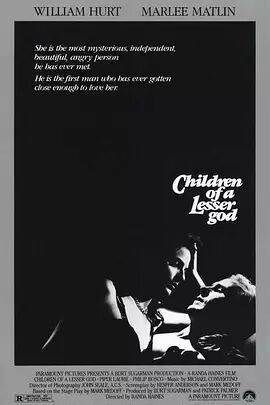 WILLIAM HURT MARLEE MATLIN
She is the most mysterious, independent,
beautiful, angry person
he has ever met.
He is the first man who has ever gotten
close enough to love her.
Children
of a
Lesser
god
PARAMOUNT PICTURES PRESENTS A BURT SUGARMAN PRODUCTION · A RANDA HAINES FILM
CHILDREN OF A LESSER GOD · PIPER LAURIE · PHILIP BOSCO · Music by MICHAEL CONVERTINO
Director of Photography JOHN SEALE, A.C.S. · Screenplay by HESPER ANDERSON and MARK MEDOFF
Based on the Stage Play by MARK MEDOFF · Produced by BURT SUGARMAN and PATRICK PALMER
R RESTRICTED Directed by RANDA HAINES A PARAMOUNT PICTURE